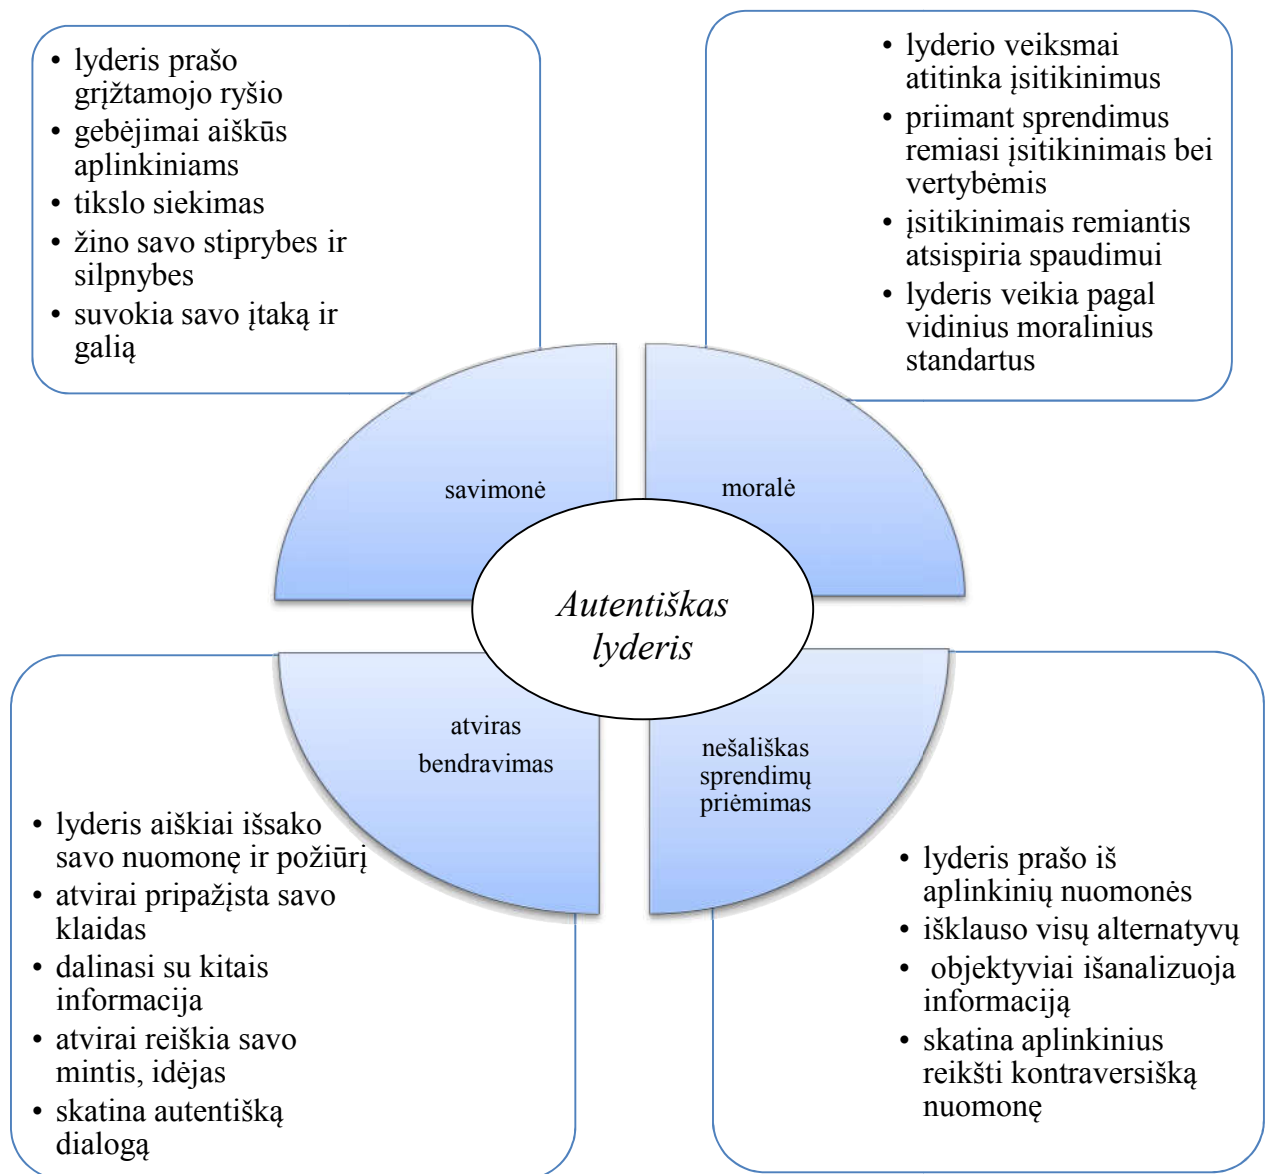 • lyderis prašo
grįžtamojo ryšio
• gebėjimai aiškūs
aplinkiniams
• tikslo siekimas
• žino savo stiprybes ir
silpnybes
• suvokia savo įtaką ir
galią
• lyderio veiksmai
atitinka įsitikinimus
• priimant sprendimus
remiasi įsitikinimais bei
vertybėmis
• įsitikinimais remiantis
atsispiria spaudimui
• lyderis veikia pagal
vidinius moralinius
standartus
savimonė
moralė
Autentiškas
lyderis
atviras
bendravimas
nešališkas
sprendimų
priėmimas
• lyderis aiškiai išsako
savo nuomonę ir požiūrį
• atvirai pripažįsta savo
klaidas
• dalinasi su kitais
informacija
• atvirai reiškia savo
mintis, idėjas
• skatina autentišką
dialogą
• lyderis prašo iš
aplinkinių nuomonės
• išklauso visų alternatyvų
• objektyviai išanalizuoja
informaciją
• skatina aplinkinius
reikšti kontraversišką
nuomonę